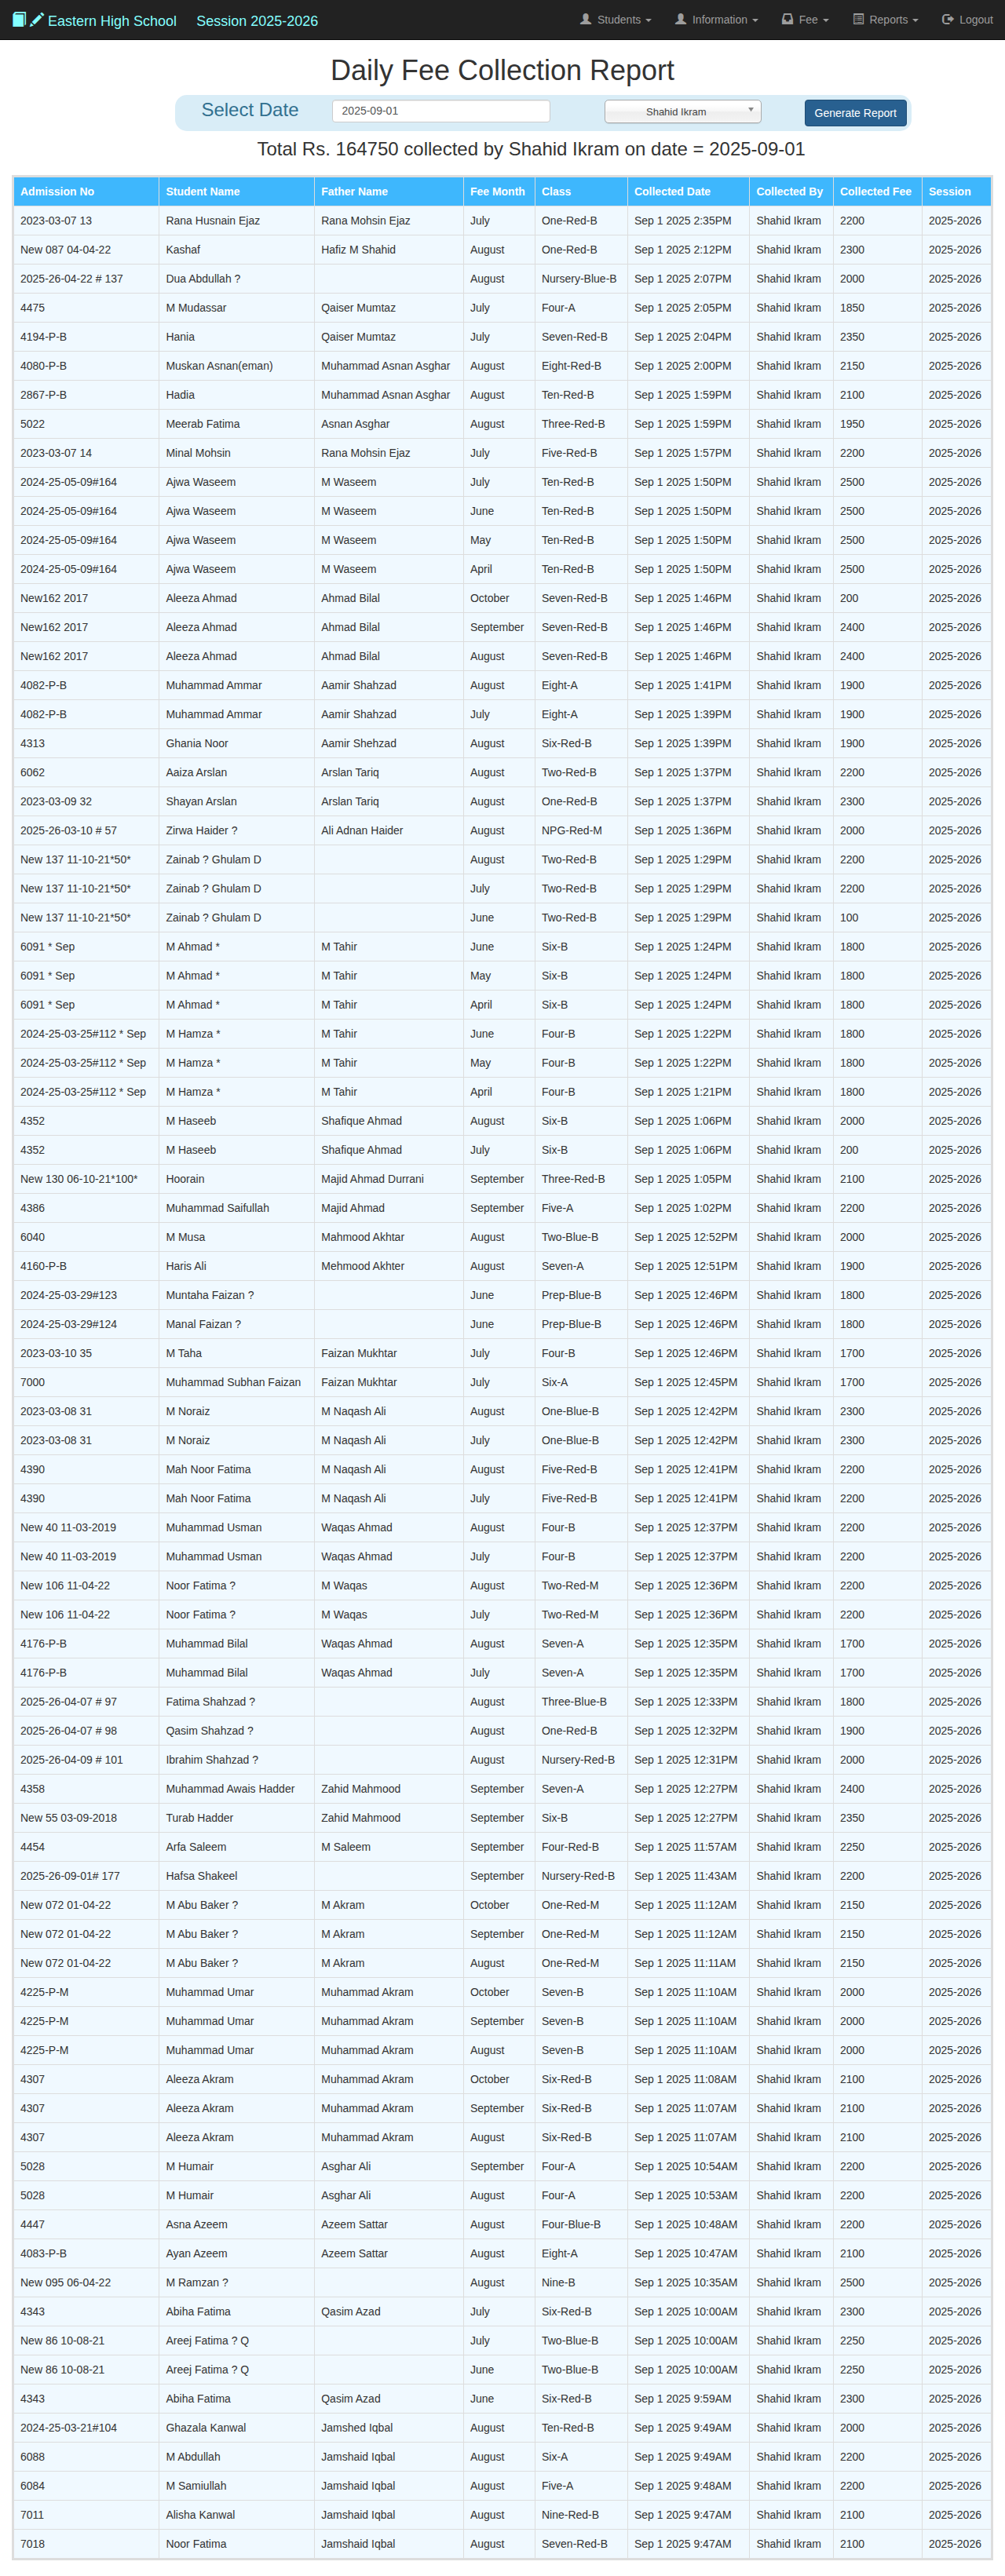 Eastern High School Session 2025-2026 Students Information Fee Reports Logout
Daily Fee Collection Report
Select Date 2025-09-01 Shahid Ikram Generate Report
Total Rs. 164750 collected by Shahid Ikram on date = 2025-09-01
Admission No Student Name Father Name Fee Month Class Collected Date Collected By Collected Fee Session
2023-03-07 13 Rana Husnain Ejaz Rana Mohsin Ejaz July One-Red-B Sep 1 2025 2:35PM Shahid Ikram 2200 2025-2026
New 087 04-04-22 Kashaf Hafiz M Shahid August One-Red-B Sep 1 2025 2:12PM Shahid Ikram 2300 2025-2026
2025-26-04-22 # 137 Dua Abdullah ? August Nursery-Blue-B Sep 1 2025 2:07PM Shahid Ikram 2000 2025-2026
4475 M Mudassar Qaiser Mumtaz July Four-A Sep 1 2025 2:05PM Shahid Ikram 1850 2025-2026
4194-P-B Hania Qaiser Mumtaz July Seven-Red-B Sep 1 2025 2:04PM Shahid Ikram 2350 2025-2026
4080-P-B Muskan Asnan(eman) Muhammad Asnan Asghar August Eight-Red-B Sep 1 2025 2:00PM Shahid Ikram 2150 2025-2026
2867-P-B Hadia Muhammad Asnan Asghar August Ten-Red-B Sep 1 2025 1:59PM Shahid Ikram 2100 2025-2026
5022 Meerab Fatima Asnan Asghar August Three-Red-B Sep 1 2025 1:59PM Shahid Ikram 1950 2025-2026
2023-03-07 14 Minal Mohsin Rana Mohsin Ejaz July Five-Red-B Sep 1 2025 1:57PM Shahid Ikram 2200 2025-2026
2024-25-05-09#164 Ajwa Waseem M Waseem July Ten-Red-B Sep 1 2025 1:50PM Shahid Ikram 2500 2025-2026
2024-25-05-09#164 Ajwa Waseem M Waseem June Ten-Red-B Sep 1 2025 1:50PM Shahid Ikram 2500 2025-2026
2024-25-05-09#164 Ajwa Waseem M Waseem May Ten-Red-B Sep 1 2025 1:50PM Shahid Ikram 2500 2025-2026
2024-25-05-09#164 Ajwa Waseem M Waseem April Ten-Red-B Sep 1 2025 1:50PM Shahid Ikram 2500 2025-2026
New162 2017 Aleeza Ahmad Ahmad Bilal October Seven-Red-B Sep 1 2025 1:46PM Shahid Ikram 200 2025-2026
New162 2017 Aleeza Ahmad Ahmad Bilal September Seven-Red-B Sep 1 2025 1:46PM Shahid Ikram 2400 2025-2026
New162 2017 Aleeza Ahmad Ahmad Bilal August Seven-Red-B Sep 1 2025 1:46PM Shahid Ikram 2400 2025-2026
4082-P-B Muhammad Ammar Aamir Shahzad August Eight-A Sep 1 2025 1:41PM Shahid Ikram 1900 2025-2026
4082-P-B Muhammad Ammar Aamir Shahzad July Eight-A Sep 1 2025 1:39PM Shahid Ikram 1900 2025-2026
4313 Ghania Noor Aamir Shehzad August Six-Red-B Sep 1 2025 1:39PM Shahid Ikram 1900 2025-2026
6062 Aaiza Arslan Arslan Tariq August Two-Red-B Sep 1 2025 1:37PM Shahid Ikram 2200 2025-2026
2023-03-09 32 Shayan Arslan Arslan Tariq August One-Red-B Sep 1 2025 1:37PM Shahid Ikram 2300 2025-2026
2025-26-03-10 # 57 Zirwa Haider ? Ali Adnan Haider August NPG-Red-M Sep 1 2025 1:36PM Shahid Ikram 2000 2025-2026
New 137 11-10-21*50* Zainab ? Ghulam D August Two-Red-B Sep 1 2025 1:29PM Shahid Ikram 2200 2025-2026
New 137 11-10-21*50* Zainab ? Ghulam D July Two-Red-B Sep 1 2025 1:29PM Shahid Ikram 2200 2025-2026
New 137 11-10-21*50* Zainab ? Ghulam D June Two-Red-B Sep 1 2025 1:29PM Shahid Ikram 100 2025-2026
6091 * Sep M Ahmad * M Tahir June Six-B Sep 1 2025 1:24PM Shahid Ikram 1800 2025-2026
6091 * Sep M Ahmad * M Tahir May Six-B Sep 1 2025 1:24PM Shahid Ikram 1800 2025-2026
6091 * Sep M Ahmad * M Tahir April Six-B Sep 1 2025 1:24PM Shahid Ikram 1800 2025-2026
2024-25-03-25#112 * Sep M Hamza * M Tahir June Four-B Sep 1 2025 1:22PM Shahid Ikram 1800 2025-2026
2024-25-03-25#112 * Sep M Hamza * M Tahir May Four-B Sep 1 2025 1:22PM Shahid Ikram 1800 2025-2026
2024-25-03-25#112 * Sep M Hamza * M Tahir April Four-B Sep 1 2025 1:21PM Shahid Ikram 1800 2025-2026
4352 M Haseeb Shafique Ahmad August Six-B Sep 1 2025 1:06PM Shahid Ikram 2000 2025-2026
4352 M Haseeb Shafique Ahmad July Six-B Sep 1 2025 1:06PM Shahid Ikram 200 2025-2026
New 130 06-10-21*100* Hoorain Majid Ahmad Durrani September Three-Red-B Sep 1 2025 1:05PM Shahid Ikram 2100 2025-2026
4386 Muhammad Saifullah Majid Ahmad September Five-A Sep 1 2025 1:02PM Shahid Ikram 2200 2025-2026
6040 M Musa Mahmood Akhtar August Two-Blue-B Sep 1 2025 12:52PM Shahid Ikram 2000 2025-2026
4160-P-B Haris Ali Mehmood Akhter August Seven-A Sep 1 2025 12:51PM Shahid Ikram 1900 2025-2026
2024-25-03-29#123 Muntaha Faizan ? June Prep-Blue-B Sep 1 2025 12:46PM Shahid Ikram 1800 2025-2026
2024-25-03-29#124 Manal Faizan ? June Prep-Blue-B Sep 1 2025 12:46PM Shahid Ikram 1800 2025-2026
2023-03-10 35 M Taha Faizan Mukhtar July Four-B Sep 1 2025 12:46PM Shahid Ikram 1700 2025-2026
7000 Muhammad Subhan Faizan Faizan Mukhtar July Six-A Sep 1 2025 12:45PM Shahid Ikram 1700 2025-2026
2023-03-08 31 M Noraiz M Naqash Ali August One-Blue-B Sep 1 2025 12:42PM Shahid Ikram 2300 2025-2026
2023-03-08 31 M Noraiz M Naqash Ali July One-Blue-B Sep 1 2025 12:42PM Shahid Ikram 2300 2025-2026
4390 Mah Noor Fatima M Naqash Ali August Five-Red-B Sep 1 2025 12:41PM Shahid Ikram 2200 2025-2026
4390 Mah Noor Fatima M Naqash Ali July Five-Red-B Sep 1 2025 12:41PM Shahid Ikram 2200 2025-2026
New 40 11-03-2019 Muhammad Usman Waqas Ahmad August Four-B Sep 1 2025 12:37PM Shahid Ikram 2200 2025-2026
New 40 11-03-2019 Muhammad Usman Waqas Ahmad July Four-B Sep 1 2025 12:37PM Shahid Ikram 2200 2025-2026
New 106 11-04-22 Noor Fatima ? M Waqas August Two-Red-M Sep 1 2025 12:36PM Shahid Ikram 2200 2025-2026
New 106 11-04-22 Noor Fatima ? M Waqas July Two-Red-M Sep 1 2025 12:36PM Shahid Ikram 2200 2025-2026
4176-P-B Muhammad Bilal Waqas Ahmad August Seven-A Sep 1 2025 12:35PM Shahid Ikram 1700 2025-2026
4176-P-B Muhammad Bilal Waqas Ahmad July Seven-A Sep 1 2025 12:35PM Shahid Ikram 1700 2025-2026
2025-26-04-07 # 97 Fatima Shahzad ? August Three-Blue-B Sep 1 2025 12:33PM Shahid Ikram 1800 2025-2026
2025-26-04-07 # 98 Qasim Shahzad ? August One-Red-B Sep 1 2025 12:32PM Shahid Ikram 1900 2025-2026
2025-26-04-09 # 101 Ibrahim Shahzad ? August Nursery-Red-B Sep 1 2025 12:31PM Shahid Ikram 2000 2025-2026
4358 Muhammad Awais Hadder Zahid Mahmood September Seven-A Sep 1 2025 12:27PM Shahid Ikram 2400 2025-2026
New 55 03-09-2018 Turab Hadder Zahid Mahmood September Six-B Sep 1 2025 12:27PM Shahid Ikram 2350 2025-2026
4454 Arfa Saleem M Saleem September Four-Red-B Sep 1 2025 11:57AM Shahid Ikram 2250 2025-2026
2025-26-09-01# 177 Hafsa Shakeel September Nursery-Red-B Sep 1 2025 11:43AM Shahid Ikram 2200 2025-2026
New 072 01-04-22 M Abu Baker ? M Akram October One-Red-M Sep 1 2025 11:12AM Shahid Ikram 2150 2025-2026
New 072 01-04-22 M Abu Baker ? M Akram September One-Red-M Sep 1 2025 11:12AM Shahid Ikram 2150 2025-2026
New 072 01-04-22 M Abu Baker ? M Akram August One-Red-M Sep 1 2025 11:11AM Shahid Ikram 2150 2025-2026
4225-P-M Muhammad Umar Muhammad Akram October Seven-B Sep 1 2025 11:10AM Shahid Ikram 2000 2025-2026
4225-P-M Muhammad Umar Muhammad Akram September Seven-B Sep 1 2025 11:10AM Shahid Ikram 2000 2025-2026
4225-P-M Muhammad Umar Muhammad Akram August Seven-B Sep 1 2025 11:10AM Shahid Ikram 2000 2025-2026
4307 Aleeza Akram Muhammad Akram October Six-Red-B Sep 1 2025 11:08AM Shahid Ikram 2100 2025-2026
4307 Aleeza Akram Muhammad Akram September Six-Red-B Sep 1 2025 11:07AM Shahid Ikram 2100 2025-2026
4307 Aleeza Akram Muhammad Akram August Six-Red-B Sep 1 2025 11:07AM Shahid Ikram 2100 2025-2026
5028 M Humair Asghar Ali September Four-A Sep 1 2025 10:54AM Shahid Ikram 2200 2025-2026
5028 M Humair Asghar Ali August Four-A Sep 1 2025 10:53AM Shahid Ikram 2200 2025-2026
4447 Asna Azeem Azeem Sattar August Four-Blue-B Sep 1 2025 10:48AM Shahid Ikram 2200 2025-2026
4083-P-B Ayan Azeem Azeem Sattar August Eight-A Sep 1 2025 10:47AM Shahid Ikram 2100 2025-2026
New 095 06-04-22 M Ramzan ? August Nine-B Sep 1 2025 10:35AM Shahid Ikram 2500 2025-2026
4343 Abiha Fatima Qasim Azad July Six-Red-B Sep 1 2025 10:00AM Shahid Ikram 2300 2025-2026
New 86 10-08-21 Areej Fatima ? Q July Two-Blue-B Sep 1 2025 10:00AM Shahid Ikram 2250 2025-2026
New 86 10-08-21 Areej Fatima ? Q June Two-Blue-B Sep 1 2025 10:00AM Shahid Ikram 2250 2025-2026
4343 Abiha Fatima Qasim Azad June Six-Red-B Sep 1 2025 9:59AM Shahid Ikram 2300 2025-2026
2024-25-03-21#104 Ghazala Kanwal Jamshed Iqbal August Ten-Red-B Sep 1 2025 9:49AM Shahid Ikram 2000 2025-2026
6088 M Abdullah Jamshaid Iqbal August Six-A Sep 1 2025 9:49AM Shahid Ikram 2200 2025-2026
6084 M Samiullah Jamshaid Iqbal August Five-A Sep 1 2025 9:48AM Shahid Ikram 2200 2025-2026
7011 Alisha Kanwal Jamshaid Iqbal August Nine-Red-B Sep 1 2025 9:47AM Shahid Ikram 2100 2025-2026
7018 Noor Fatima Jamshaid Iqbal August Seven-Red-B Sep 1 2025 9:47AM Shahid Ikram 2100 2025-2026